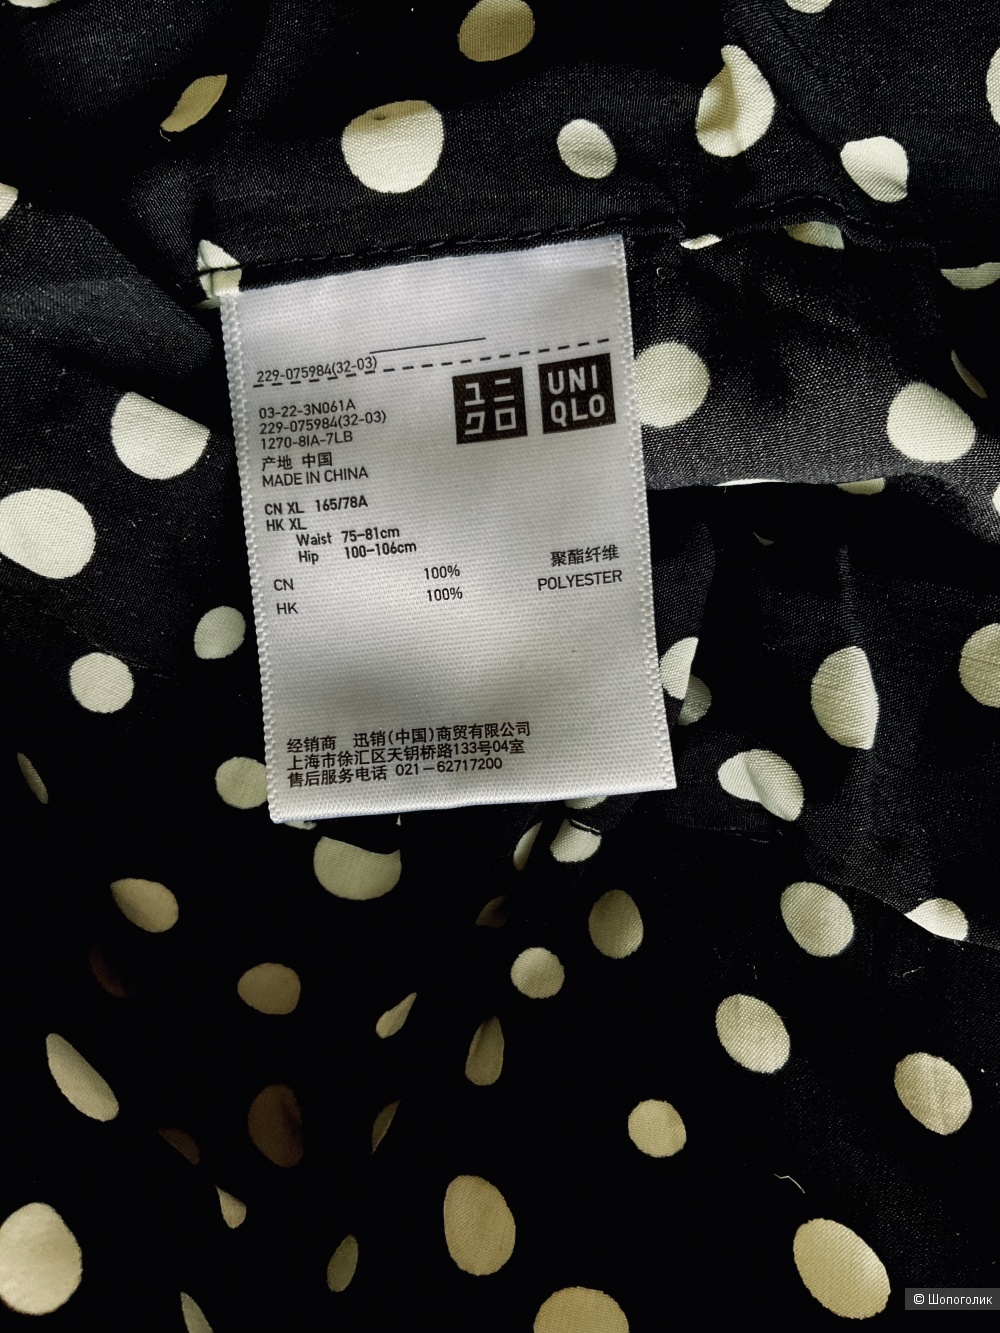 229-075984(32-03)
ユニ
クロ
UNI
QLO
03-22-3N061A
229-075984(32-03)
1270-8IA-7LB
产地 中国
MADE IN CHINA
CN XL 165/78A
HK XL
Waist 75-81cm
Hip 100-106cm
CN 100% 聚酯纤维
HK 100% POLYESTER
经销商 迅销(中国)商贸有限公司
上海市徐汇区天钥桥路133号04室
售后服务电话 021-62717200
© Шопоголик